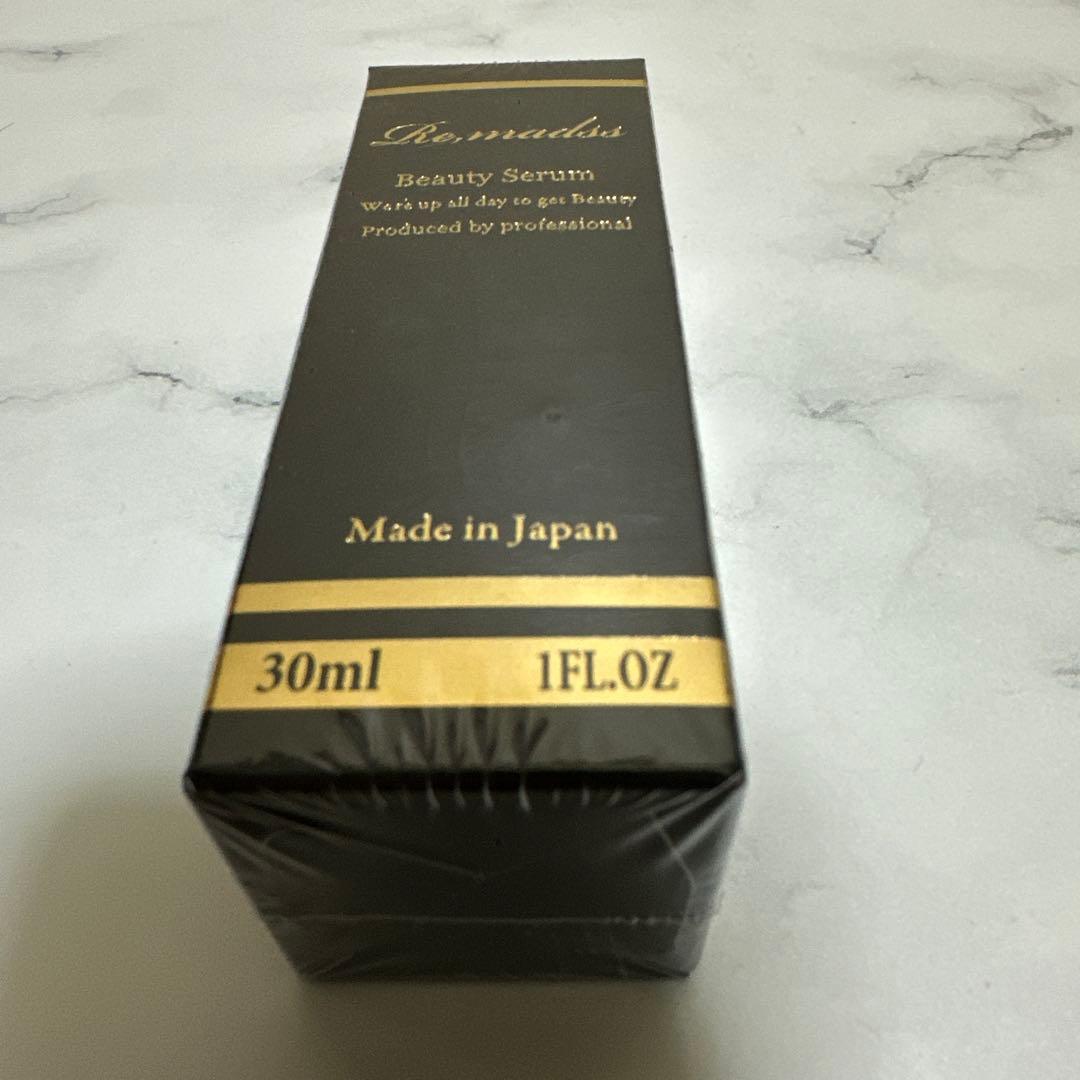 Re,madss
Beauty Serum
up all day to get Beauty
Produced by professional
Made in Japan
30ml 1FL.OZ